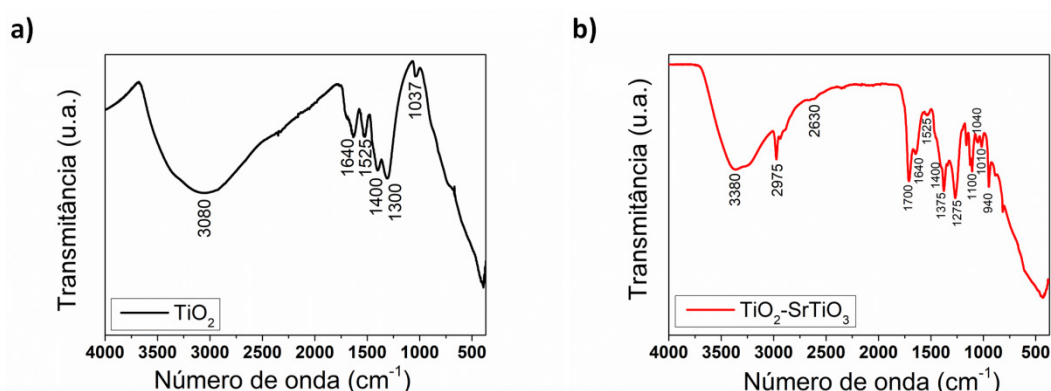 a)
Transmitância (u.a.)
3080
1640
1525
1400
1300
1037
TiO₂
4000 3500 3000 2500 2000 1500 1000 500
Número de onda (cm⁻¹)
b)
Transmitância (u.a.)
3380
2975
2630
1700
1640
1525
1400
1375
1275
1100
1040
1010
940
TiO₂-SrTiO₃
4000 3500 3000 2500 2000 1500 1000 500
Número de onda (cm⁻¹)